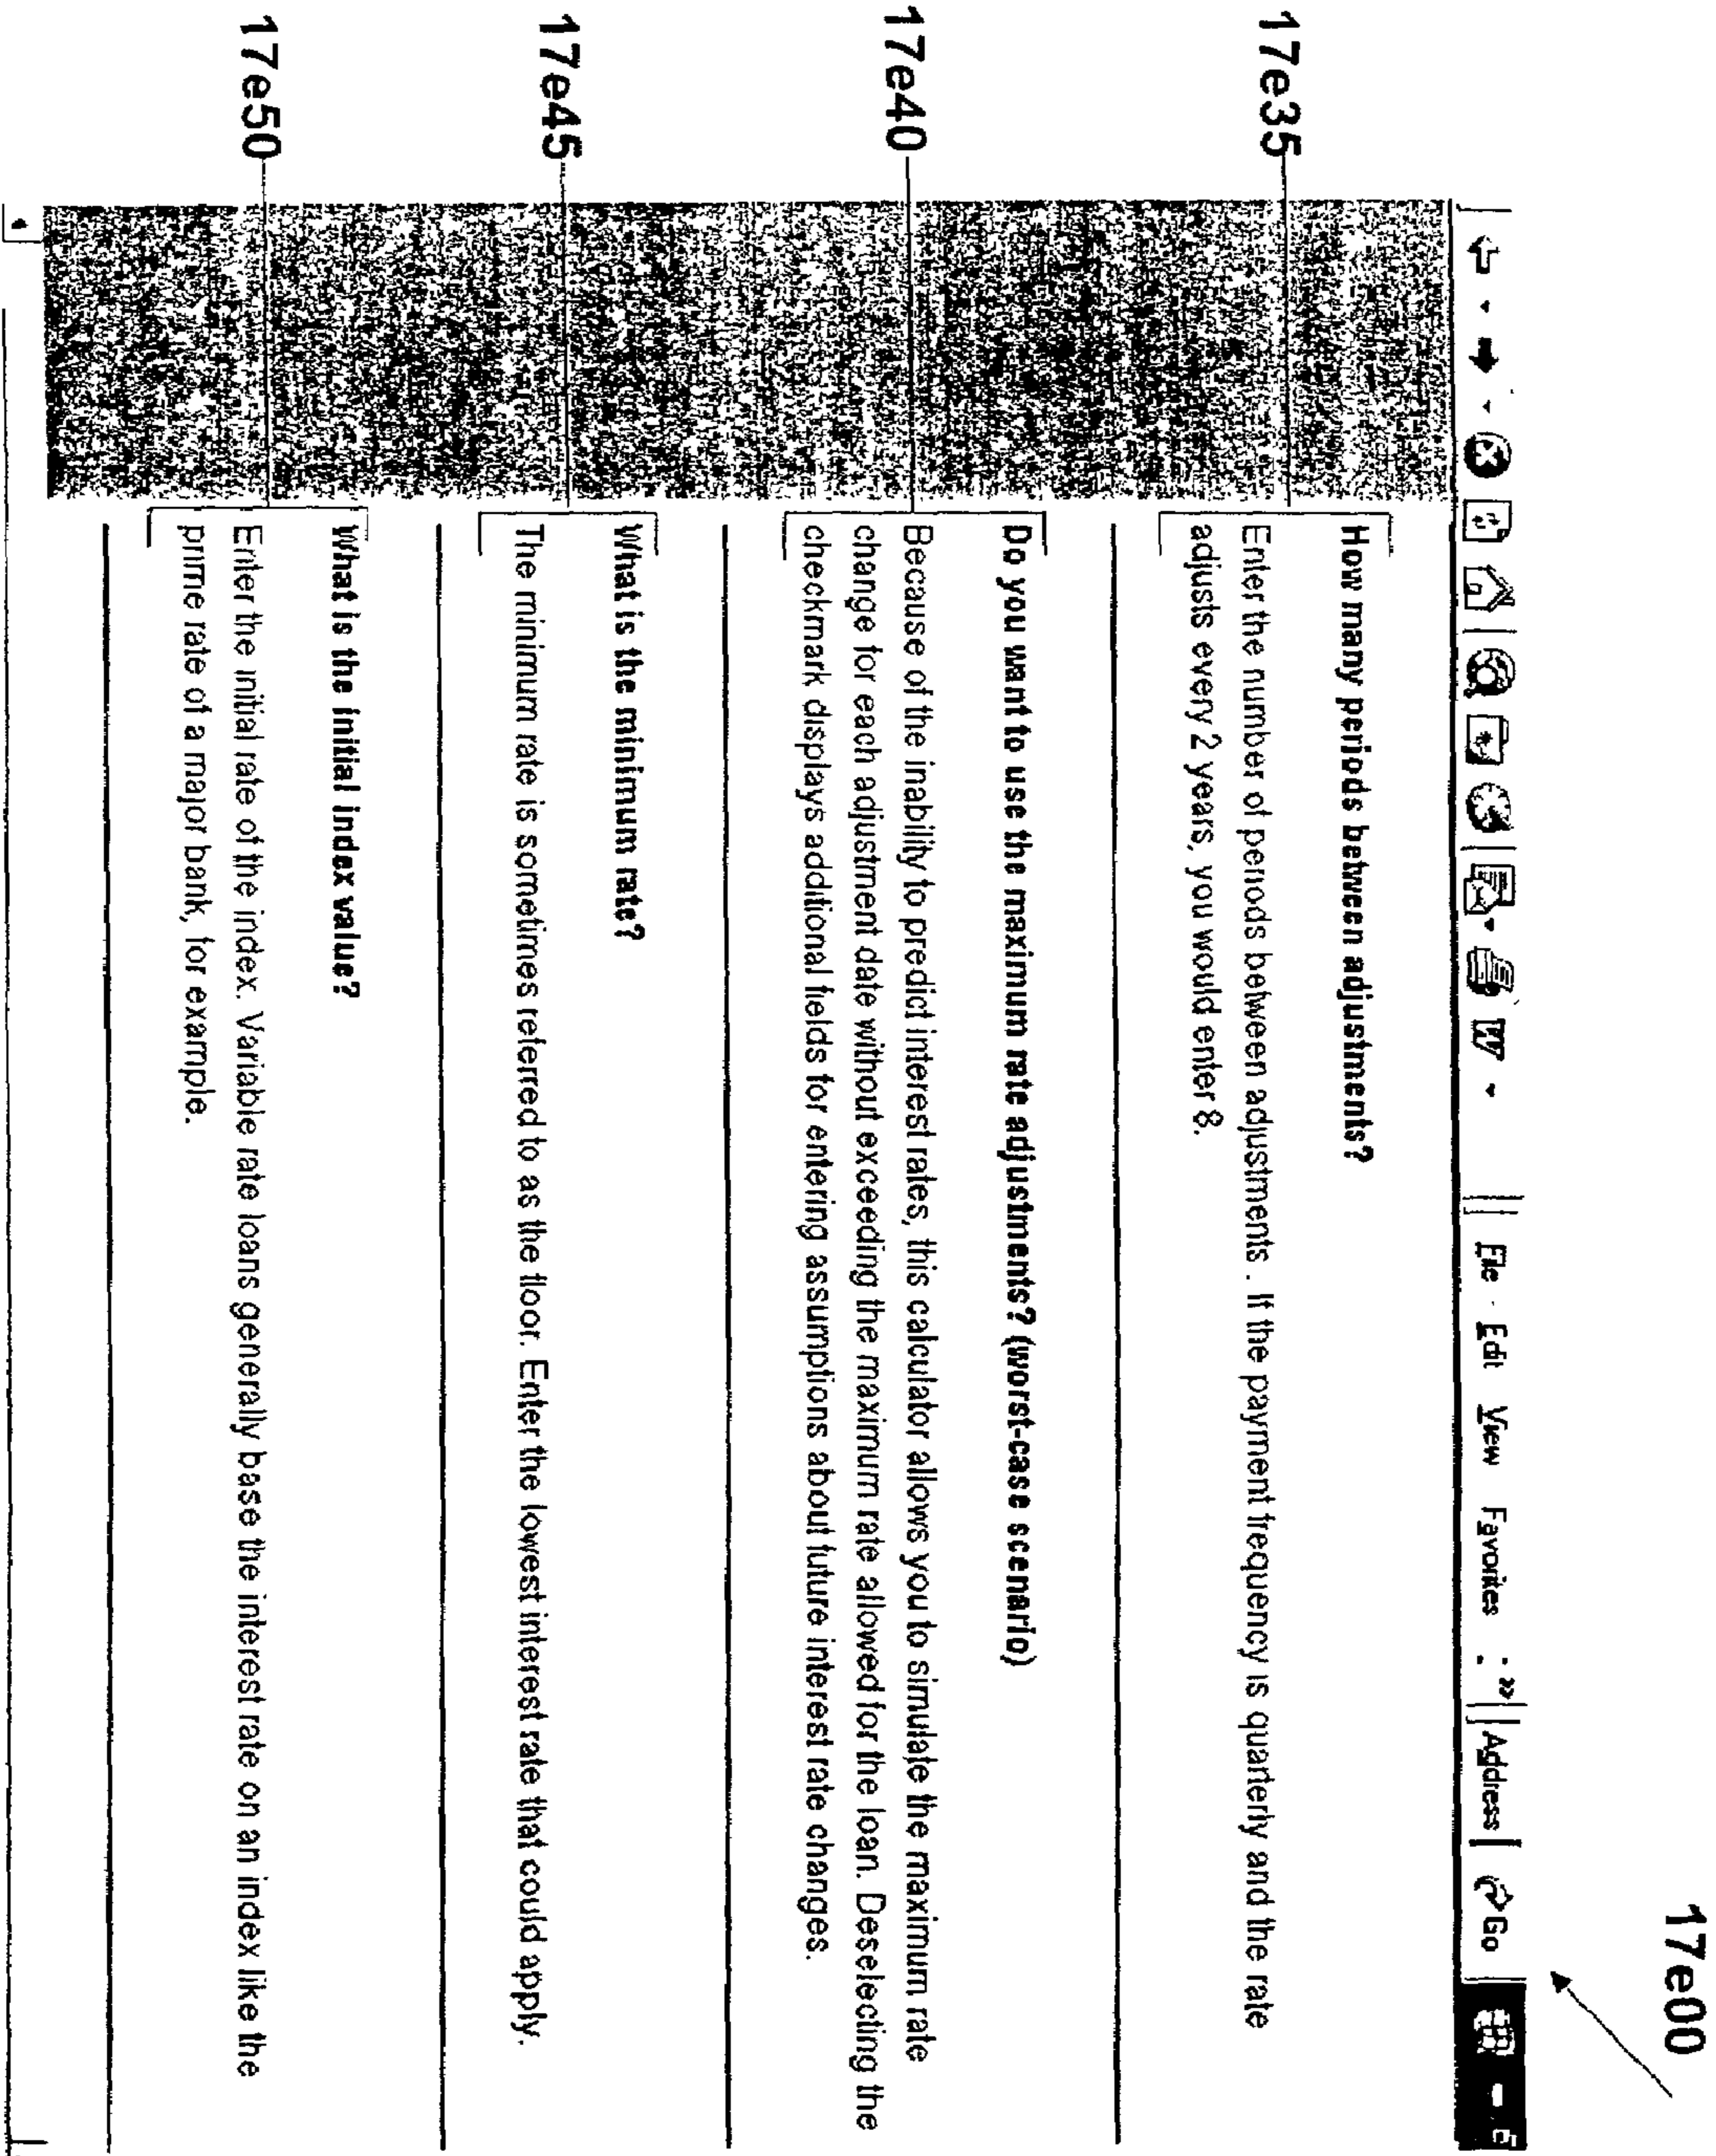 17e00
File Edit View Favorites » Address Go
17e35
How many periods between adjustments?
Enter the number of periods between adjustments . If the payment frequency is quarterly and the rate
adjusts every 2 years, you would enter 8.
17e40
Do you want to use the maximum rate adjustments? (worst-case scenario)
Because of the inability to predict interest rates, this calculator allows you to simulate the maximum rate
change for each adjustment date without exceeding the maximum rate allowed for the loan. Deselecting the
checkmark displays additional fields for entering assumptions about future interest rate changes.
17e45
What is the minimum rate?
The minimum rate is sometimes referred to as the floor. Enter the lowest interest rate that could apply.
17e50
What is the initial index value?
Enter the initial rate of the index. Variable rate loans generally base the interest rate on an index like the
prime rate of a major bank, for example.